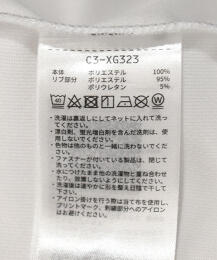 C3-XG323
本体 ポリエステル 100%
リブ部分 ポリエステル 95%
ポリウレタン 5%
40
・洗濯は裏返しにしてネットに入れて洗っ
てください。
・漂白剤、蛍光増白剤を含んだ洗剤は、使
用しないでください。
・色物は他のものと一緒に洗わないでくだ
さい。
・ファスナー付いている製品は、閉じて
洗ってください。
・水につけたまま他の洗濯物と重ね合わせ
たり、放置しないようにしてください。
・洗濯後は速やかに形を整え日陰で干して
下さい。
・アイロン掛けを行う際は当て布を使用し
プリントマーク、刺繍部分へのアイロン
はお避けください。